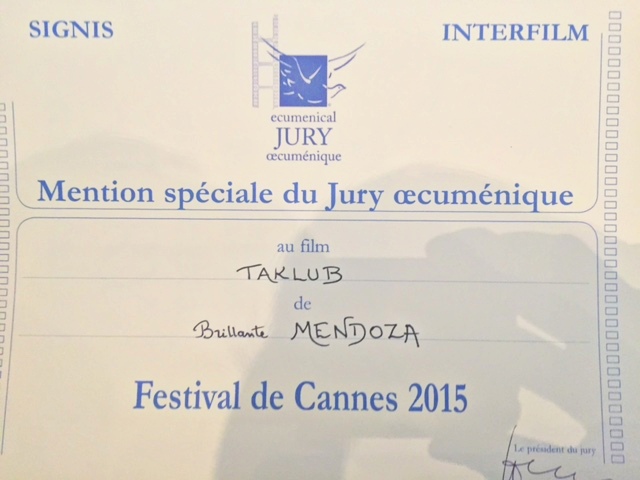 SIGNIS
INTERFILM
ecumenical
JURY
œcuménique
Mention spéciale du Jury œcuménique
au film
TAKLUB
de
Brillante MENDOZA
Festival de Cannes 2015
Le président du jury